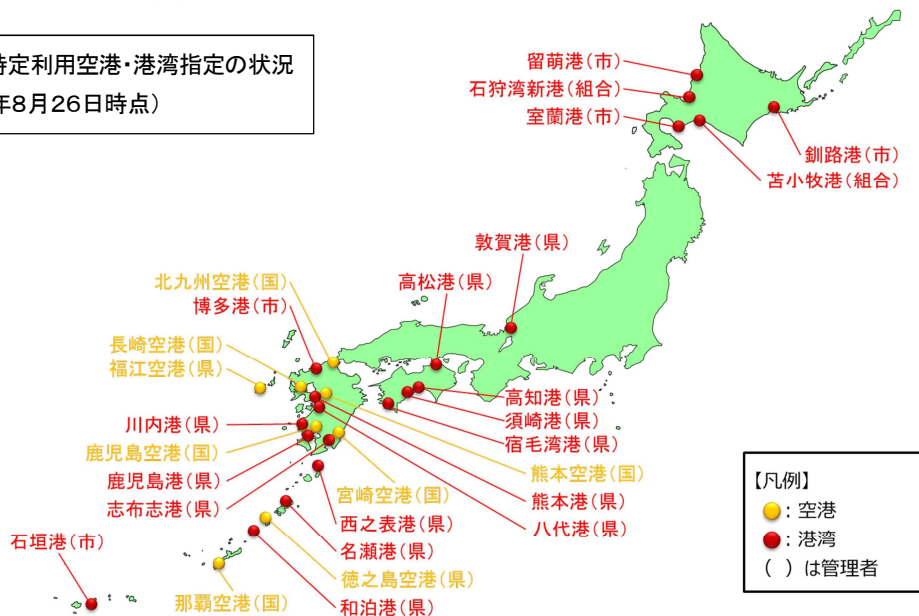 特定利用空港・港湾指定の状況
年8月26日時点）
留萌港（市）
石狩湾新港（組合）
室蘭港（市）
釧路港（市）
苫小牧港（組合）
敦賀港（県）
高松港（県）
北九州空港（国）
博多港（市）
長崎空港（国）
福江空港（県）
高知港（県）
須崎港（県）
宿毛湾港（県）
川内港（県）
鹿児島空港（国）
鹿児島港（県）
志布志港（県）
宮崎空港（国）
熊本空港（国）
熊本港（県）
八代港（県）
西之表港（県）
名瀬港（県）
徳之島空港（県）
和泊港（県）
石垣港（市）
那覇空港（国）
【凡例】
：空港
：港湾
（ ）は管理者